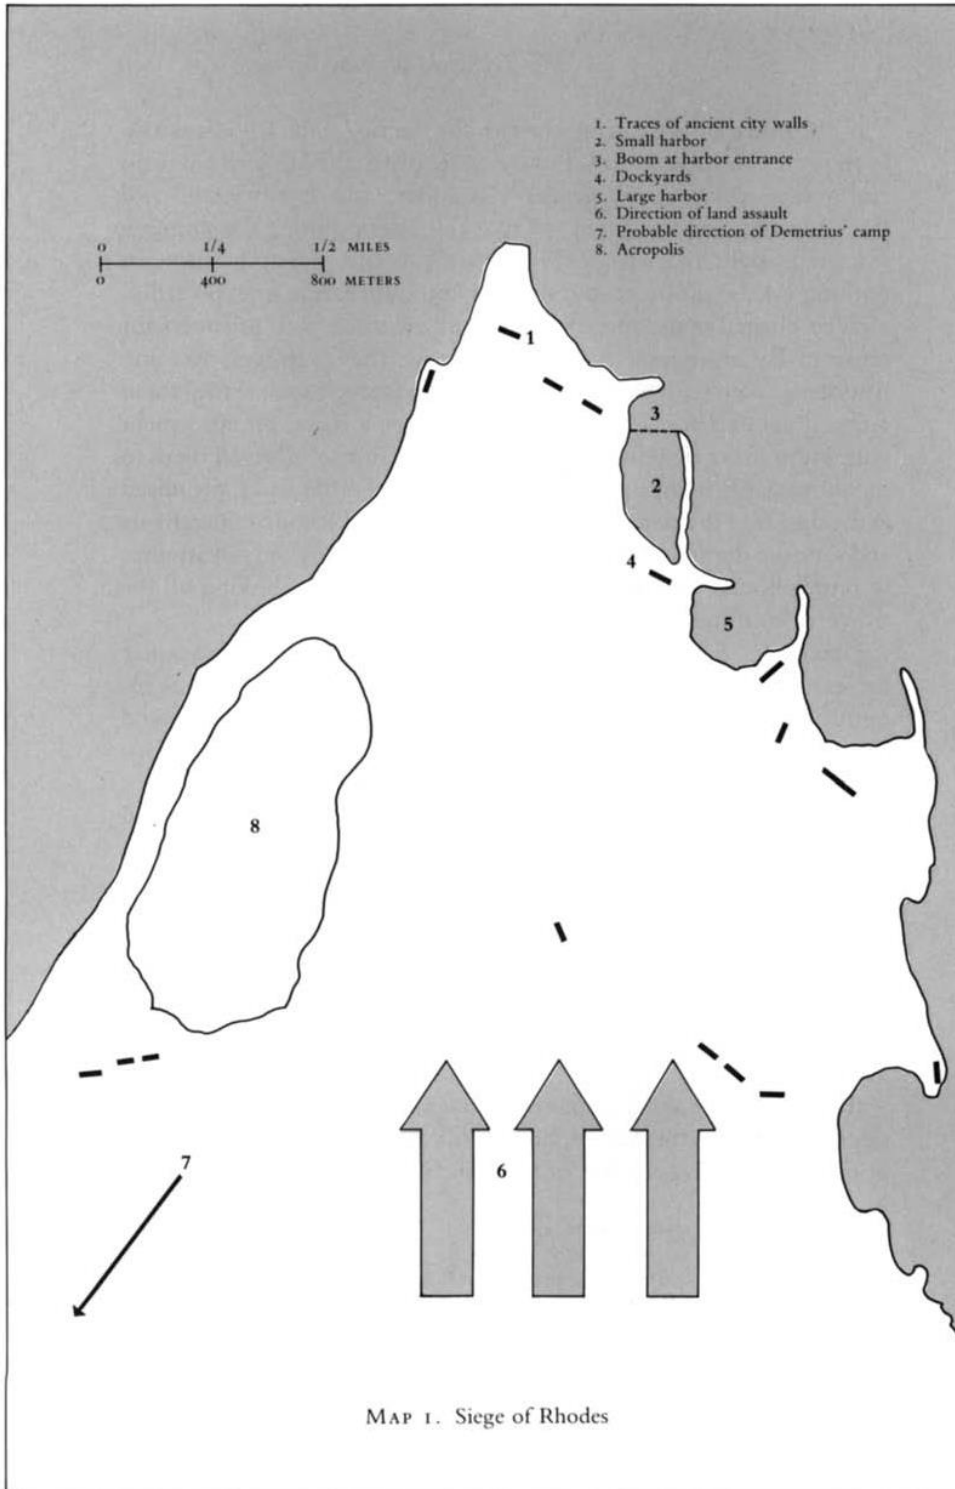 1. Traces of ancient city walls
2. Small harbor
3. Boom at harbor entrance
4. Dockyards
5. Large harbor
6. Direction of land assault
7. Probable direction of Demetrius' camp
8. Acropolis
0 1/4 1/2 MILES
0 400 800 METERS
1
3
2
4
5
8
7
6
MAP 1. Siege of Rhodes